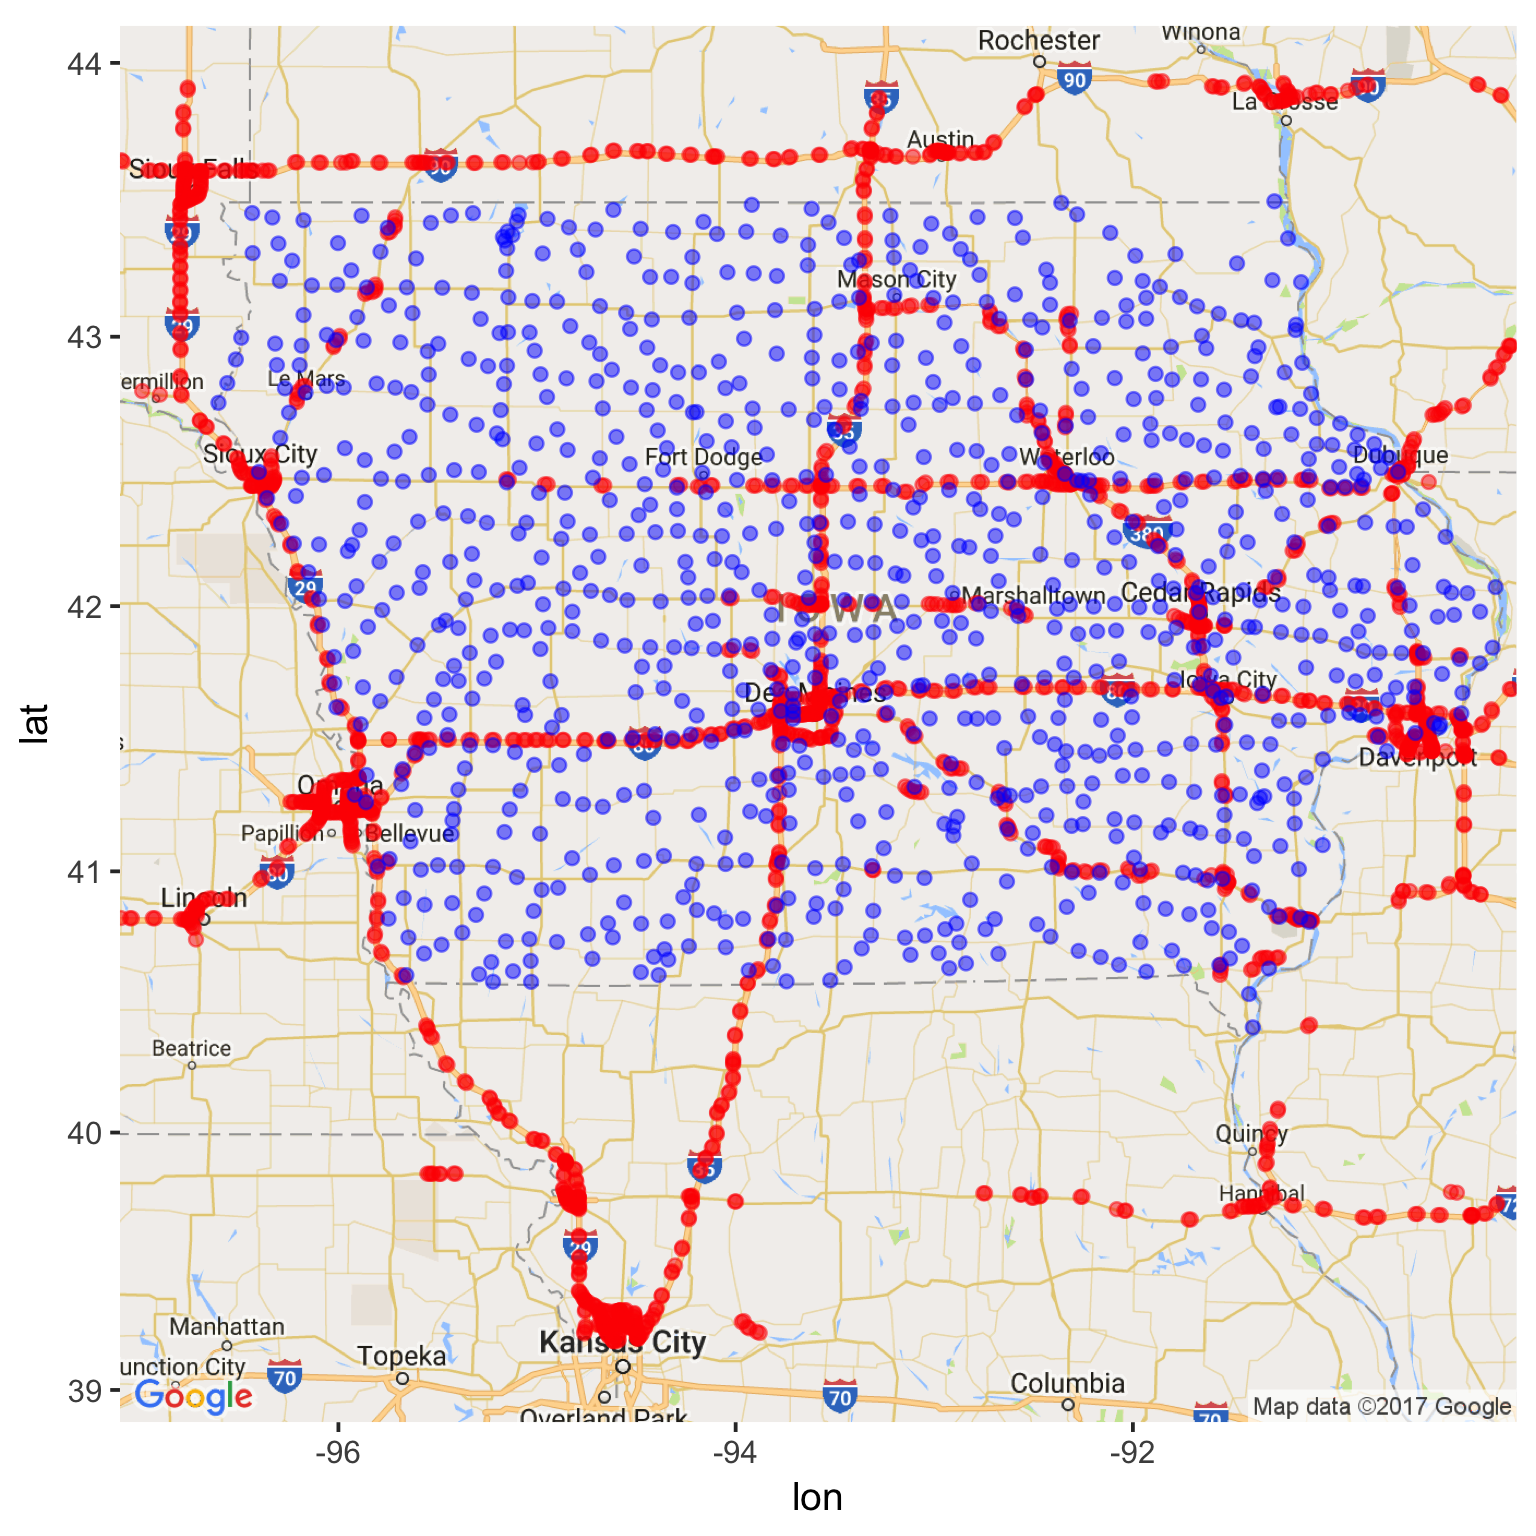 Winona
Rochester
44
90
35
90
La Crosse
Austin
90
Sioux Falls
29
Mason City
29
43
ermillion
Le Mars
35
Sioux City
Fort Dodge
Waterloo
Dubuque
380
29
Cedar Rapids
Marshalltown
42
IOWA
Iowa City
80
Des Moines
lat
80
Davenport
s
Omaha
Papillion
Bellevue
41
80
Lincoln
Beatrice
40
Quincy
35
Hannibal
72
29
Manhattan
Kansas City
Topeka
unction City
70
39
70
Columbia
Google
Overland Park
70
Map data ©2017 Google
-96
-94
-92
lon